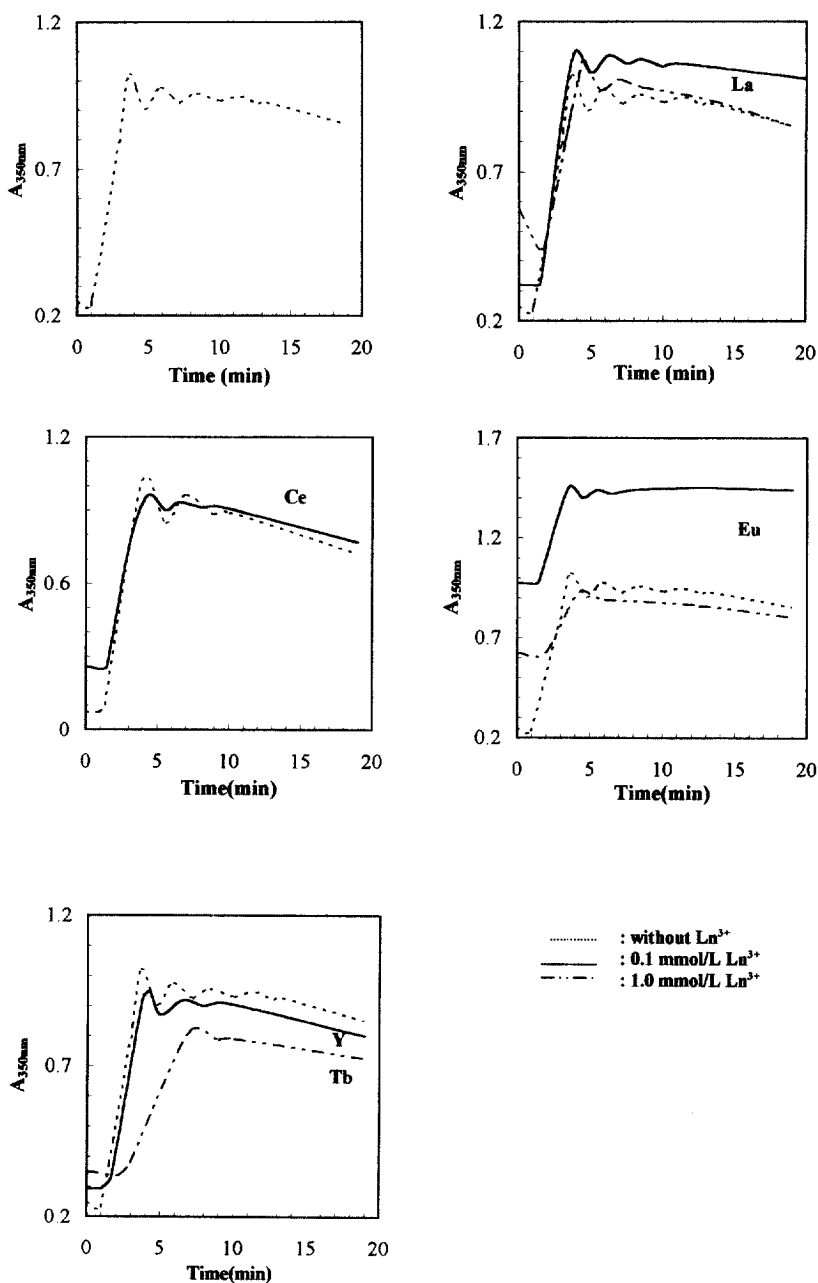 1.2
0.7
0.2
A350nm
0 5 10 15 20
Time (min)
1.2
0.7
0.2
A350nm
La
0 5 10 15 20
Time (min)
1.2
0.6
0
A350nm
Ce
0 5 10 15 20
Time(min)
1.7
1.2
0.7
0.2
A350nm
Eu
0 5 10 15 20
Time(min)
1.2
0.7
0.2
A350nm
Y
Tb
0 5 10 15 20
Time(min)
: without Ln³⁺
: 0.1 mmol/L Ln³⁺
: 1.0 mmol/L Ln³⁺